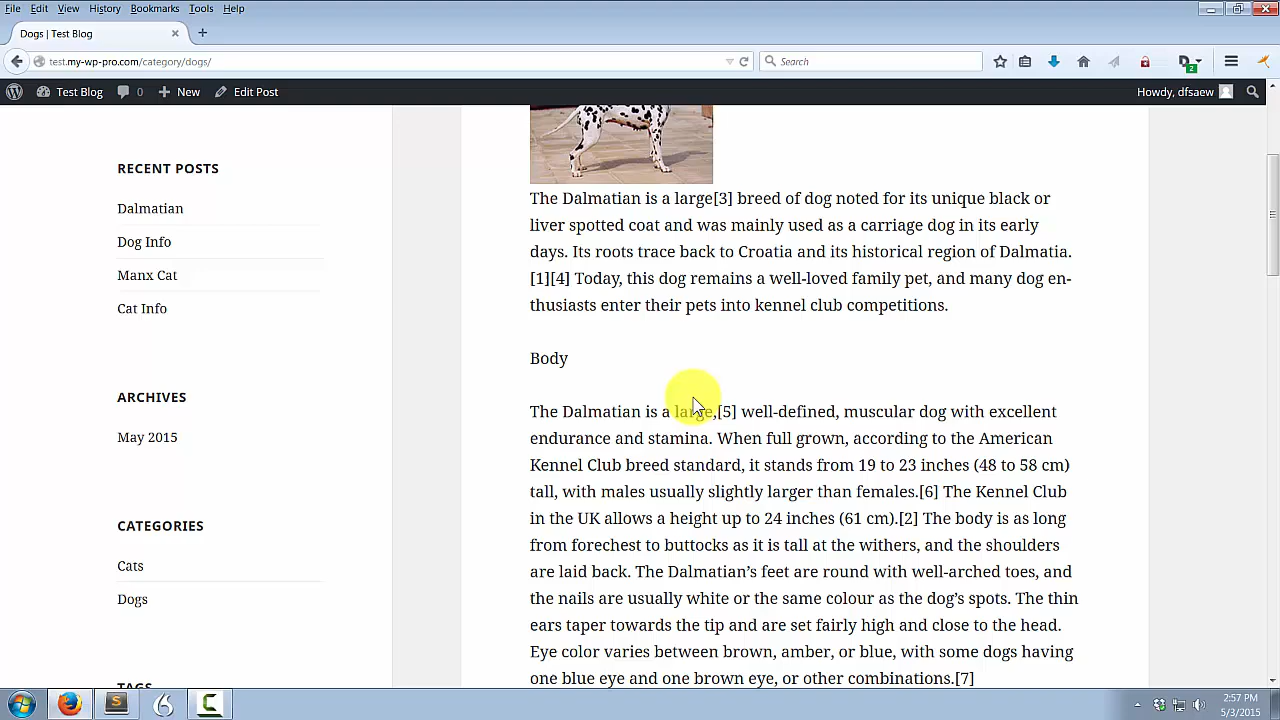 File Edit View History Bookmarks Tools Help
Dogs | Test Blog
test.my-wp-pro.com/category/dogs/
Search
2
Test Blog 0 New Edit Post Howdy, dfsaew
RECENT POSTS
Dalmatian
Dog Info
Manx Cat
Cat Info
ARCHIVES
May 2015
CATEGORIES
Cats
Dogs
TAGS
The Dalmatian is a large[3] breed of dog noted for its unique black or
liver spotted coat and was mainly used as a carriage dog in its early
days. Its roots trace back to Croatia and its historical region of Dalmatia.
[1][4] Today, this dog remains a well-loved family pet, and many dog en-
thusiasts enter their pets into kennel club competitions.
Body
The Dalmatian is a large,[5] well-defined, muscular dog with excellent
endurance and stamina. When full grown, according to the American
Kennel Club breed standard, it stands from 19 to 23 inches (48 to 58 cm)
tall, with males usually slightly larger than females.[6] The Kennel Club
in the UK allows a height up to 24 inches (61 cm).[2] The body is as long
from forechest to buttocks as it is tall at the withers, and the shoulders
are laid back. The Dalmatian’s feet are round with well-arched toes, and
the nails are usually white or the same colour as the dog’s spots. The thin
ears taper towards the tip and are set fairly high and close to the head.
Eye color varies between brown, amber, or blue, with some dogs having
one blue eye and one brown eye, or other combinations.[7]
2:57 PM
5/3/2015